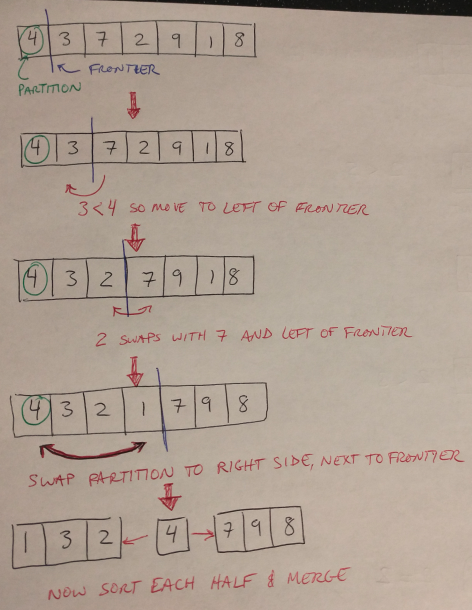 4 3 7 2 9 1 8
FRONTIER
PARTITION
4 3 7 2 9 1 8
3<4 SO MOVE TO LEFT OF FRONTIER
4 3 2 7 9 1 8
2 SWAPS WITH 7 AND LEFT OF FRONTIER
4 3 2 1 7 9 8
SWAP PARTITION TO RIGHT SIDE, NEXT TO FRONTIER
1 3 2 4 7 9 8
NOW SORT EACH HALF & MERGE